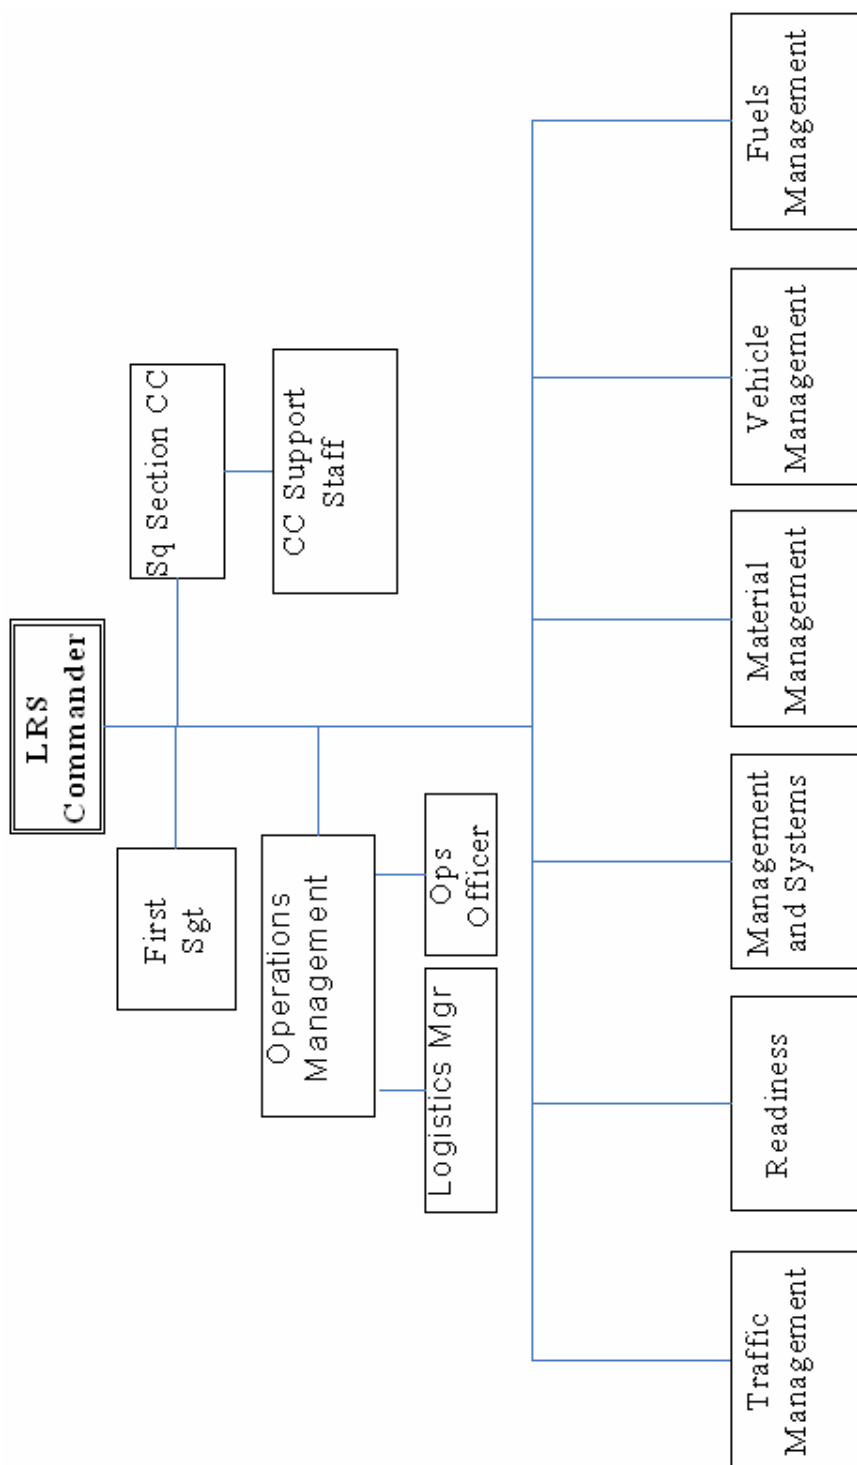 LRS
Commander
First
Sgt
Sq Section CC
Operations
Management
CC Support
Staff
Logistics Mgr
Ops
Officer
Traffic
Management
Readiness
Management
and Systems
Material
Management
Vehicle
Management
Fuels
Management